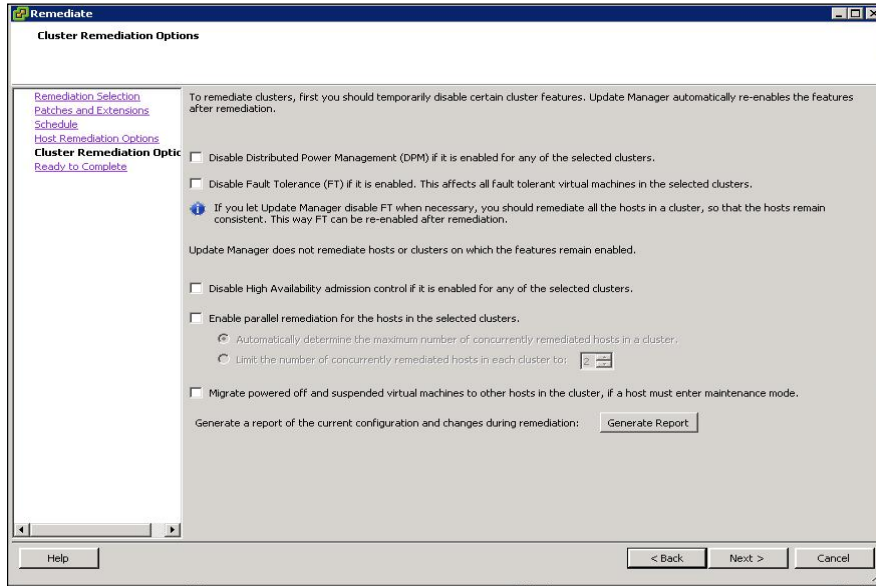 Remediate
Cluster Remediation Options
Remediation Selection
Patches and Extensions
Schedule
Host Remediation Options
Cluster Remediation Optic
Ready to Complete
To remediate clusters, first you should temporarily disable certain cluster features. Update Manager automatically re-enables the features
after remediation.
Disable Distributed Power Management (DPM) if it is enabled for any of the selected clusters.
Disable Fault Tolerance (FT) if it is enabled. This affects all fault tolerant virtual machines in the selected clusters.
If you let Update Manager disable FT when necessary, you should remediate all the hosts in a cluster, so that the hosts remain
consistent. This way FT can be re-enabled after remediation.
Update Manager does not remediate hosts or clusters on which the features remain enabled.
Disable High Availability admission control if it is enabled for any of the selected clusters.
Enable parallel remediation for the hosts in the selected clusters.
Automatically determine the maximum number of concurrently remediated hosts in a cluster.
Limit the number of concurrently remediated hosts in each cluster to: 2
Migrate powered off and suspended virtual machines to other hosts in the cluster, if a host must enter maintenance mode.
Generate a report of the current configuration and changes during remediation: Generate Report
Help < Back Next > Cancel